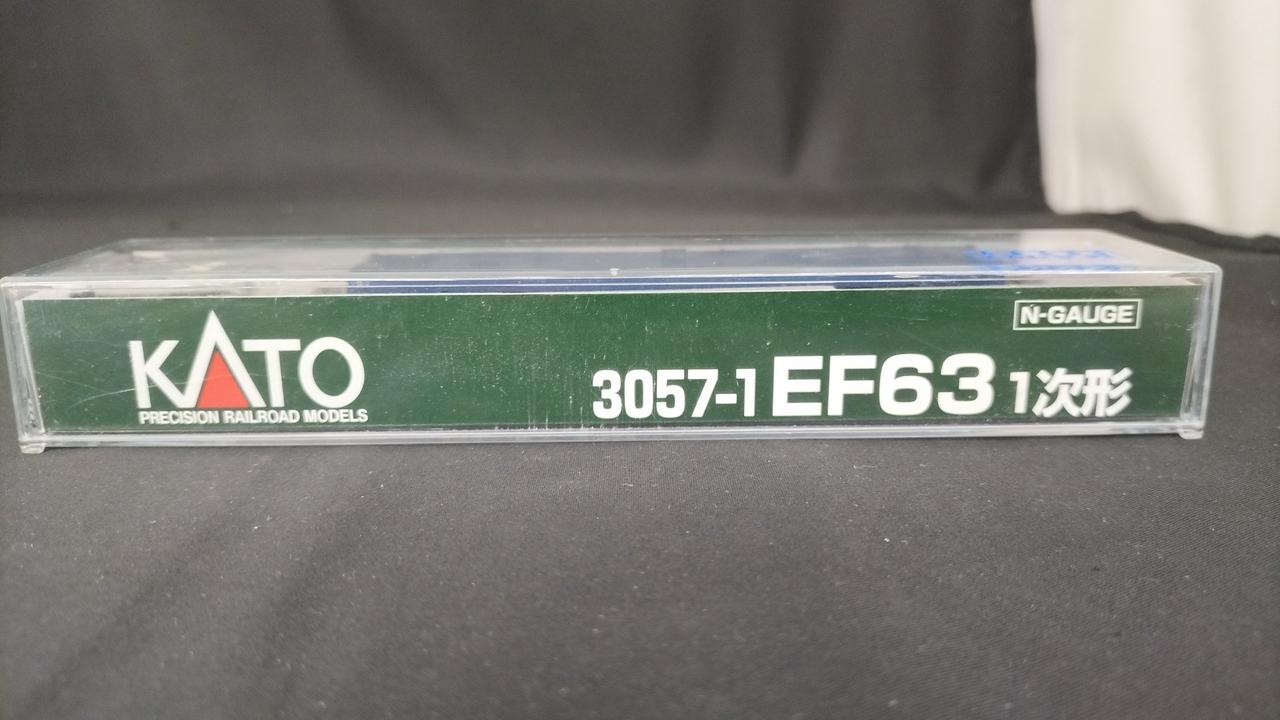 N-GAUGE
KATO
PRECISION RAILROAD MODELS
3057-1 EF63 1次形